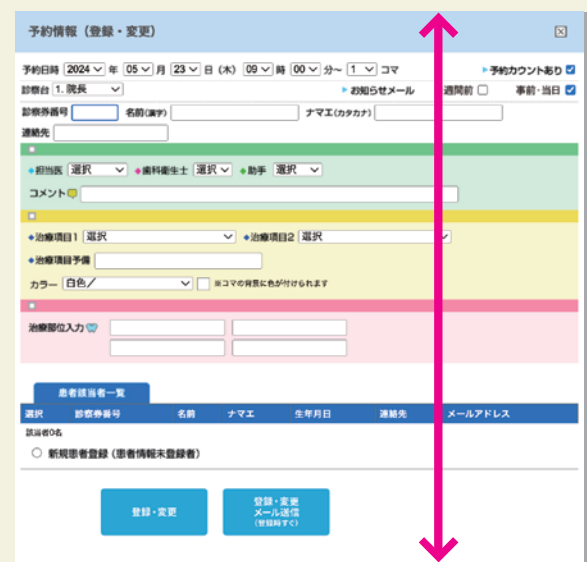 予約情報（登録・変更）
予約日時 2024 年 05 月 23 日（木） 09 時 00 分～ 1 コマ 予約カウントあり
診察台 1. 院長 お知らせメール 週間前 事前・当日
診察券番号 名前(漢字) ナマエ(カタカナ)
連絡先
担当医 選択 歯科衛生士 選択 助手 選択
コメント
治療項目1 選択 治療項目2 選択
治療項目予備
カラー 白色／ ※コマの背景に色が付けられます
治療部位入力
患者該当者一覧
選択 診察券番号 名前 ナマエ 生年月日 連絡先 メールアドレス
該当者0名
新規患者登録（患者情報未登録者）
登録・変更
登録・変更
メール送信
(登録時すぐ)